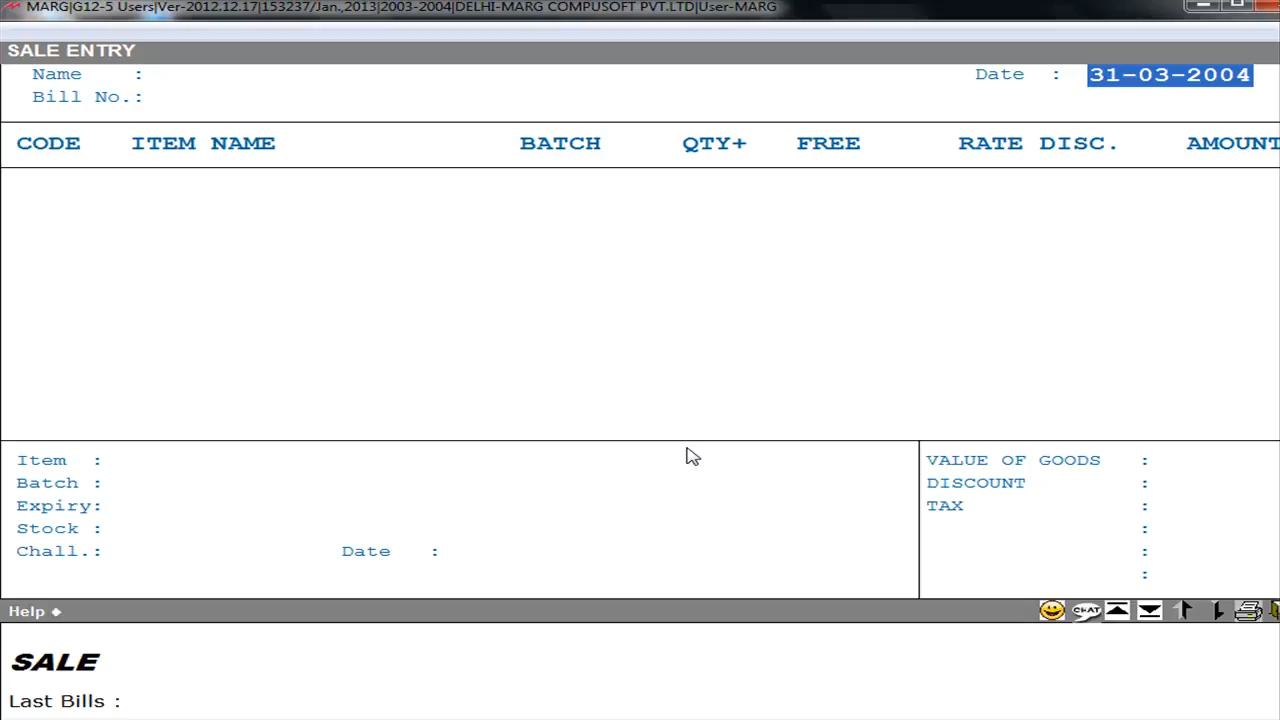 MARG|G12-5 Users|Ver-2012.12.17|153237/Jan.,2013|2003-2004|DELHI-MARG COMPUSOFT PVT.LTD|User-MARG
SALE ENTRY
Name : Date : 31-03-2004
Bill No.:
CODE ITEM NAME BATCH QTY+ FREE RATE DISC. AMOUNT
Item : VALUE OF GOODS :
Batch : DISCOUNT :
Expiry: TAX :
Stock : :
Chall.: Date : :
:
Help ◆ CHAT
SALE
Last Bills :